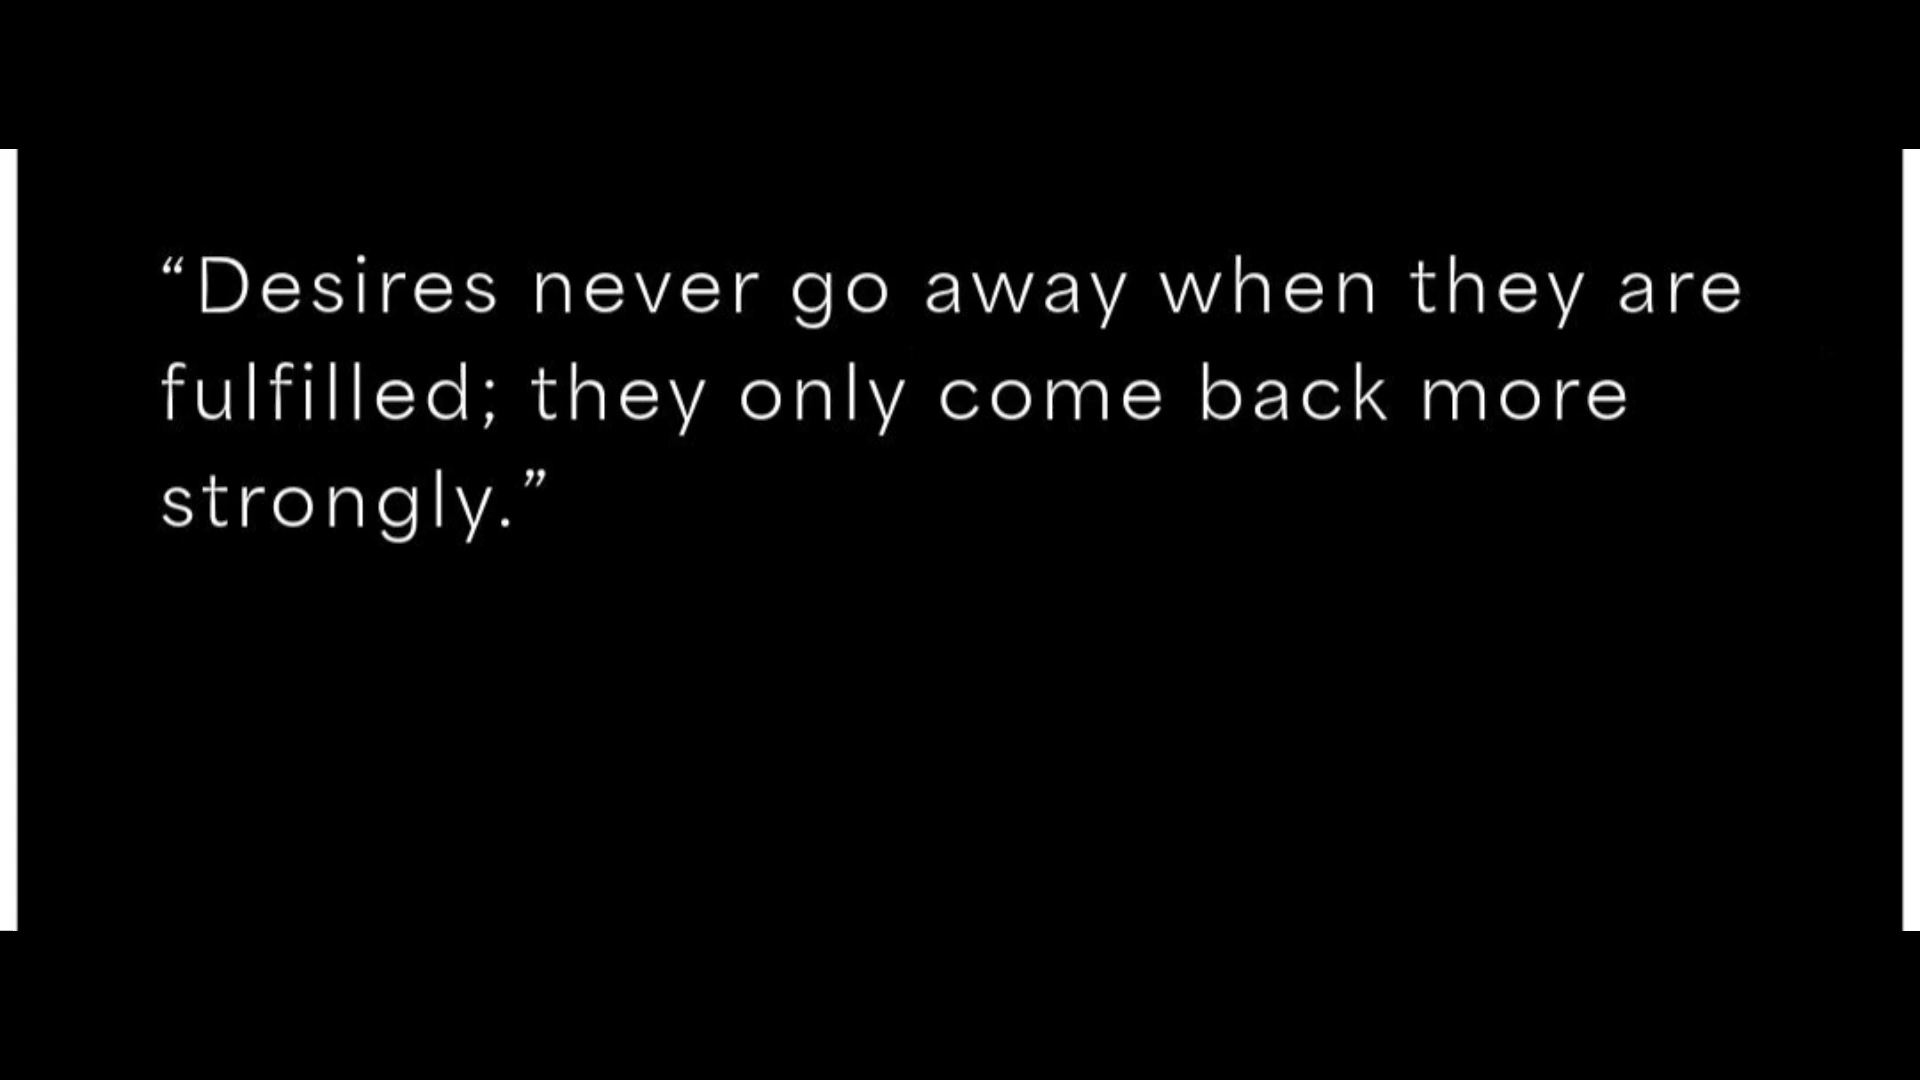 “Desires never go away when they are
fulfilled; they only come back more
strongly.”